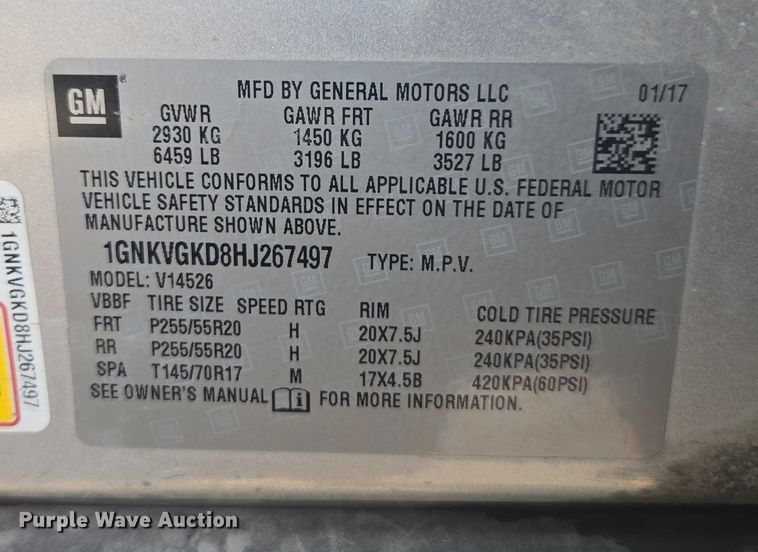 GM
MFD BY GENERAL MOTORS LLC 01/17
GVWR GAWR FRT GAWR RR
2930 KG 1450 KG 1600 KG
6459 LB 3196 LB 3527 LB
THIS VEHICLE CONFORMS TO ALL APPLICABLE U.S. FEDERAL MOTOR
VEHICLE SAFETY STANDARDS IN EFFECT ON THE DATE OF
MANUFACTURE SHOWN ABOVE.
1GNKVGKD8HJ267497 TYPE: M.P.V.
MODEL: V14526
VBBF TIRE SIZE SPEED RTG RIM COLD TIRE PRESSURE
FRT P255/55R20 H 20X7.5J 240KPA(35PSI)
RR P255/55R20 H 20X7.5J 240KPA(35PSI)
SPA T145/70R17 M 17X4.5B 420KPA(60PSI)
SEE OWNER'S MANUAL i FOR MORE INFORMATION.
1GNKVGKD8HJ267497
Purple Wave Auction